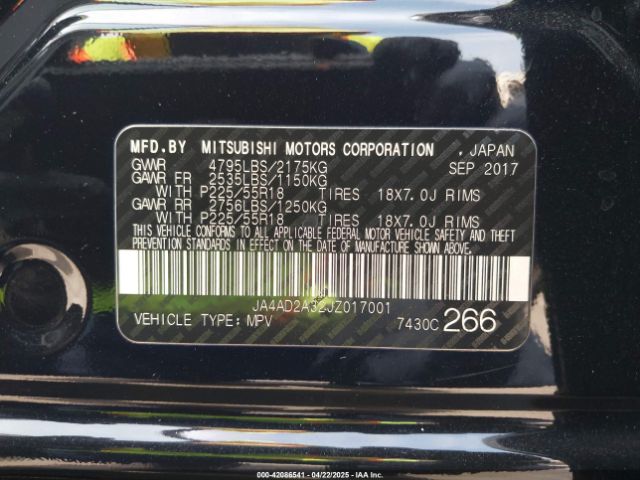 MFD.BY MITSUBISHI MOTORS CORPORATION , JAPAN
GVWR 4795LBS/2175KG SEP 2017
GAWR FR 2535LBS/1150KG
WITH P225/55R18 TIRES 18X7.0J RIMS
GAWR RR 2756LBS/1250KG
WITH P225/55R18 TIRES 18X7.0J RIMS
THIS VEHICLE CONFORMS TO ALL APPLICABLE FEDERAL MOTOR VEHICLE SAFETY AND THEFT
PREVENTION STANDARDS IN EFFECT ON THE DATE OF MANUFACTURE SHOWN ABOVE.
JA4AD2A32JZ017001
VEHICLE TYPE: MPV 7430C 266
000-42086541 - 04/22/2025 - IAAI.COM